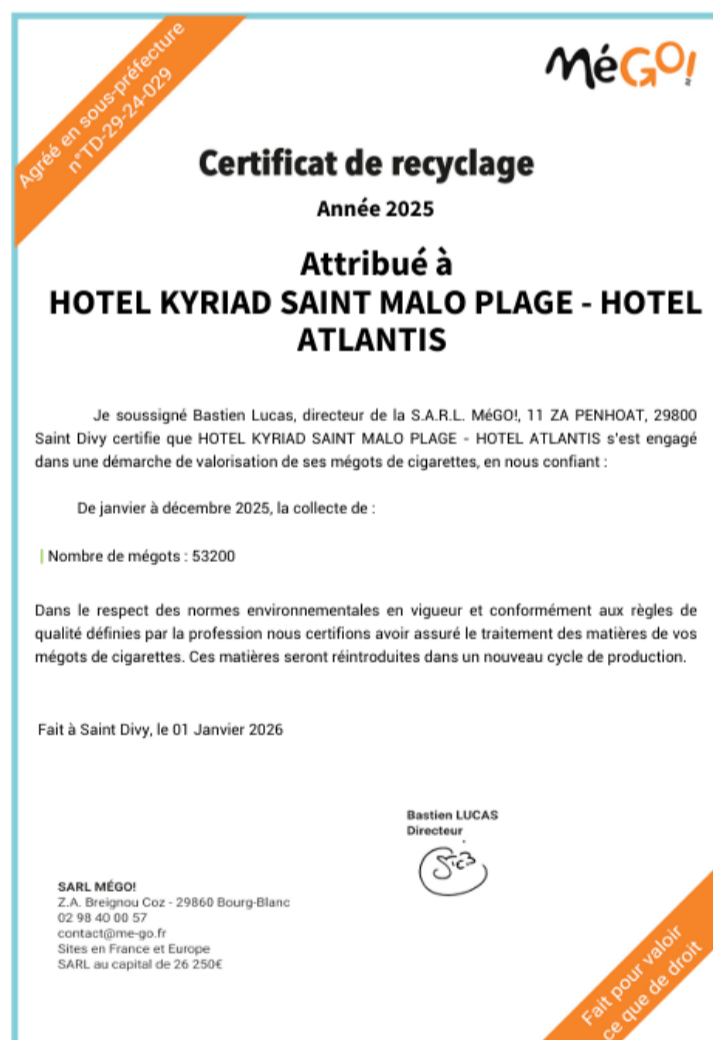 Agréé en sous-préfecture
n°TD-29-24-029
MéGO!
Certificat de recyclage
Année 2025
Attribué à
HOTEL KYRIAD SAINT MALO PLAGE - HOTEL
ATLANTIS
Je soussigné Bastien Lucas, directeur de la S.A.R.L. MéGO!, 11 ZA PENHOAT, 29800
Saint Divy certifie que HOTEL KYRIAD SAINT MALO PLAGE - HOTEL ATLANTIS s'est engagé
dans une démarche de valorisation de ses mégots de cigarettes, en nous confiant :
De janvier à décembre 2025, la collecte de :
| Nombre de mégots : 53200
Dans le respect des normes environnementales en vigueur et conformément aux règles de
qualité définies par la profession nous certifions avoir assuré le traitement des matières de vos
mégots de cigarettes. Ces matières seront réintroduites dans un nouveau cycle de production.
Fait à Saint Divy, le 01 Janvier 2026
Bastien LUCAS
Directeur
SARL MÉGO!
Z.A. Breignou Coz - 29860 Bourg-Blanc
02 98 40 00 57
contact@me-go.fr
Sites en France et Europe
SARL au capital de 26 250€
Fait pour valoir
ce que de droit